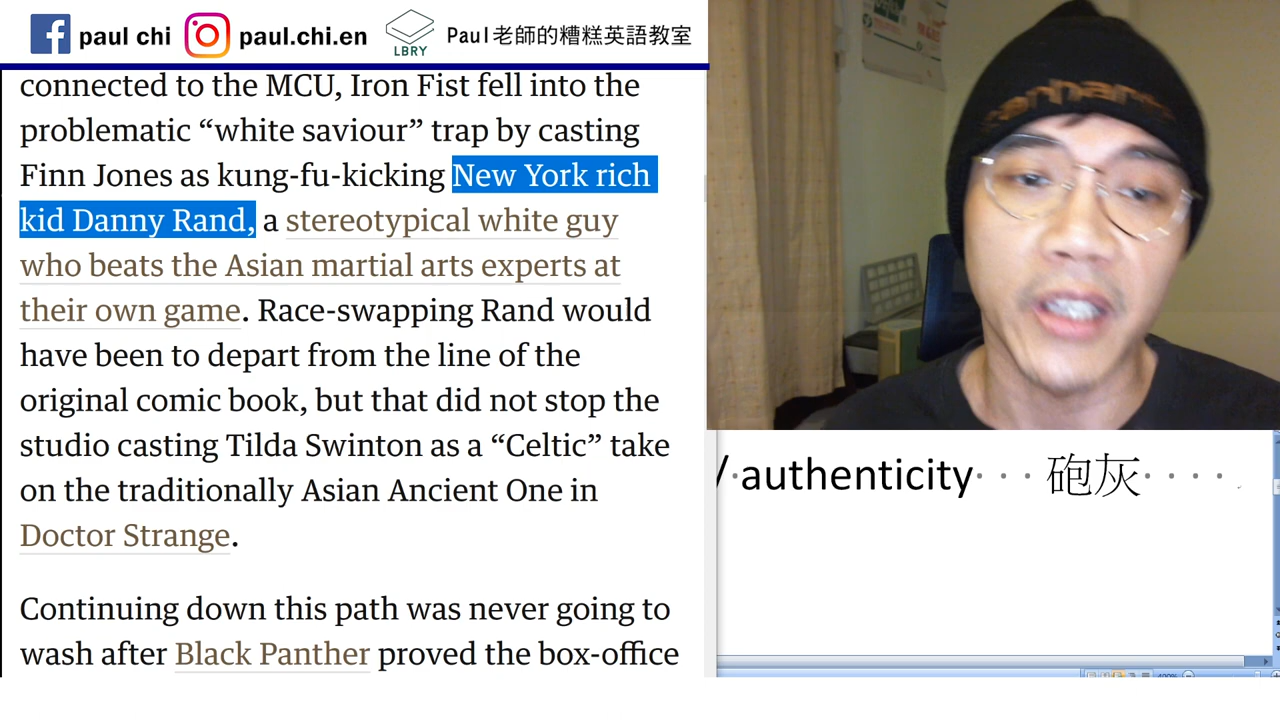 paul chi
paul.chi.en
LBRY
Paul老師的糟糕英語教室
connected to the MCU, Iron Fist fell into the
problematic “white saviour” trap by casting
Finn Jones as kung-fu-kicking New York rich
kid Danny Rand, a stereotypical white guy
who beats the Asian martial arts experts at
their own game. Race-swapping Rand would
have been to depart from the line of the
original comic book, but that did not stop the
studio casting Tilda Swinton as a “Celtic” take
on the traditionally Asian Ancient One in
Doctor Strange.
Continuing down this path was never going to
wash after Black Panther proved the box-office
/ authenticity 砲灰